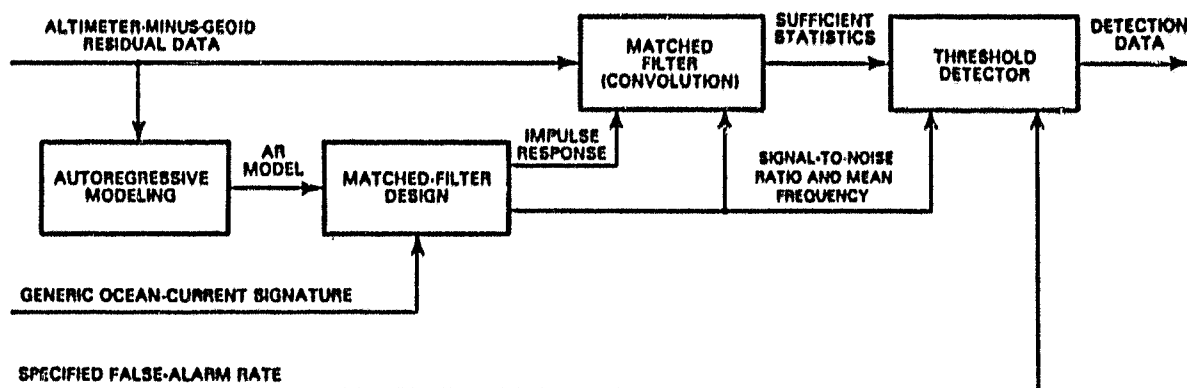 ALTIMETER-MINUS-GEOID
RESIDUAL DATA
MATCHED
FILTER
(CONVOLUTION)
SUFFICIENT
STATISTICS
THRESHOLD
DETECTOR
DETECTION
DATA
AUTOREGRESSIVE
MODELING
AR
MODEL
MATCHED-FILTER
DESIGN
IMPULSE
RESPONSE
SIGNAL-TO-NOISE
RATIO AND MEAN
FREQUENCY
GENERIC OCEAN-CURRENT SIGNATURE
SPECIFIED FALSE-ALARM RATE